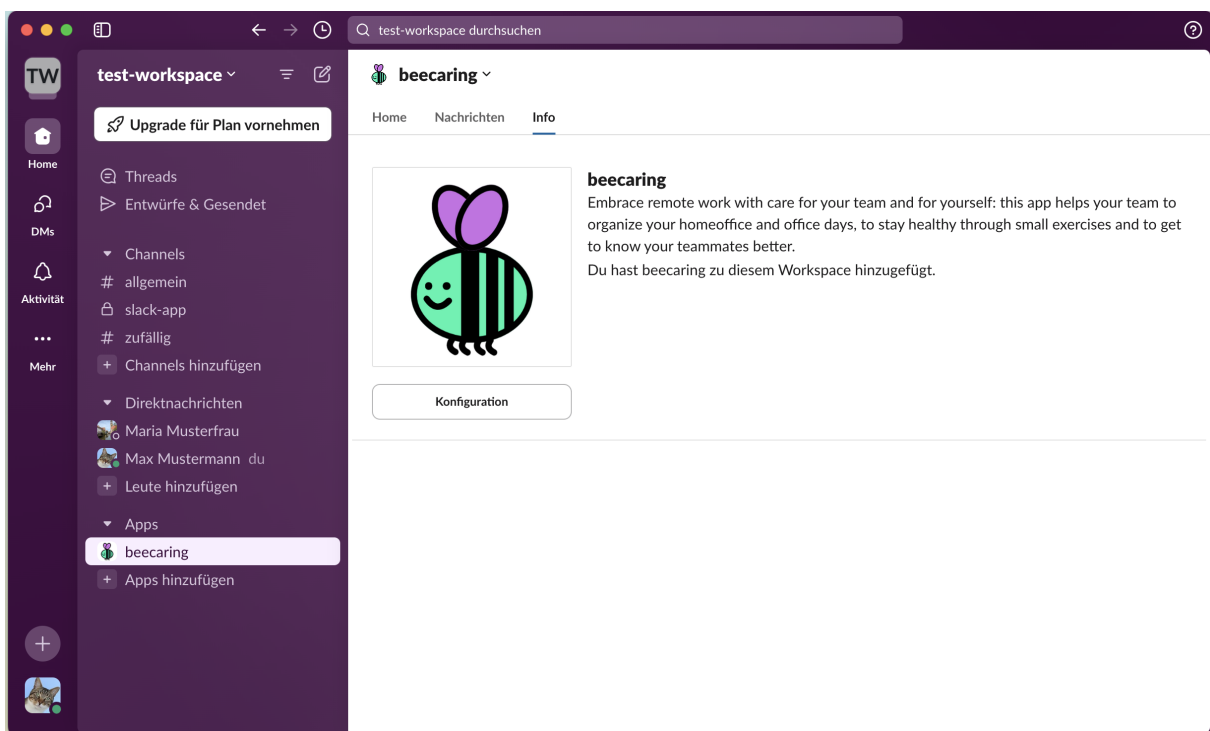 test-workspace durchsuchen
TW
Home
DMs
Aktivität
Mehr
test-workspace
Upgrade für Plan vornehmen
Threads
Entwürfe & Gesendet
Channels
# allgemein
slack-app
# zufällig
+ Channels hinzufügen
Direktnachrichten
Maria Musterfrau
Max Mustermann du
+ Leute hinzufügen
Apps
beecaring
+ Apps hinzufügen
beecaring
Home Nachrichten Info
beecaring
Embrace remote work with care for your team and for yourself: this app helps your team to
organize your homeoffice and office days, to stay healthy through small exercises and to get
to know your teammates better.
Du hast beecaring zu diesem Workspace hinzugefügt.
Konfiguration